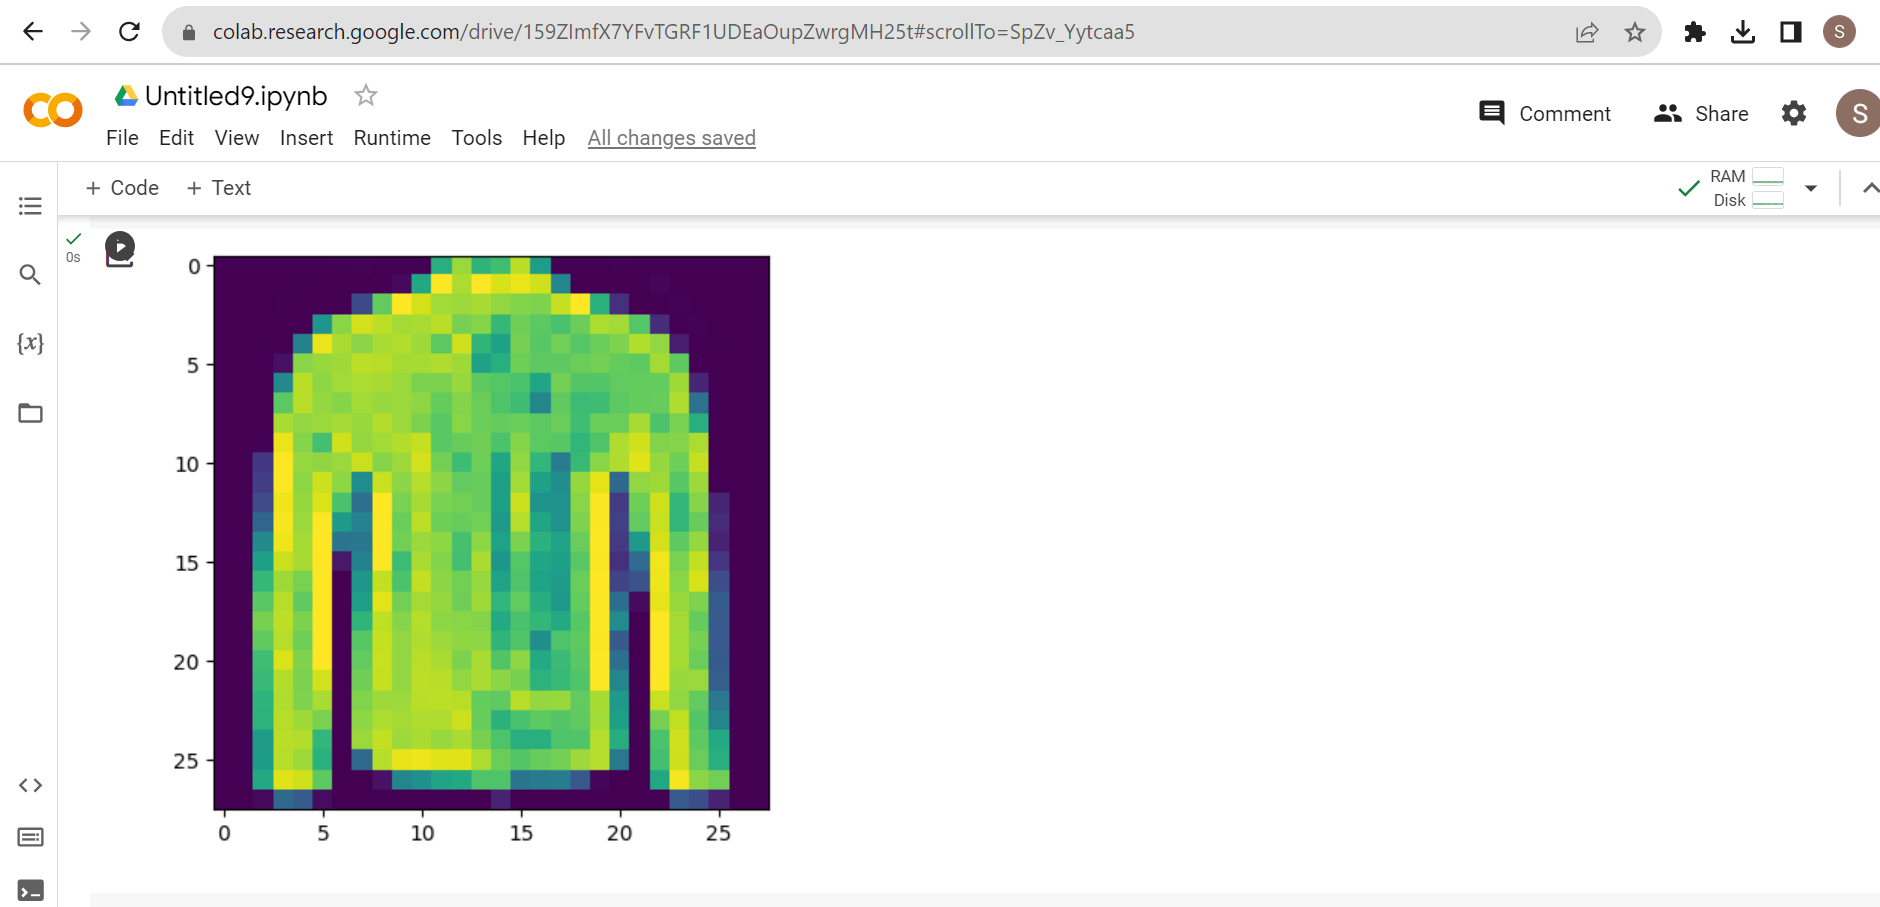 colab.research.google.com/drive/159ZImfX7YFvTGRF1UDEaOupZwrgMH25t#scrollTo=SpZv_Yytcaa5
S
Untitled9.ipynb
File Edit View Insert Runtime Tools Help All changes saved
Comment Share S
+ Code + Text
RAM
Disk
{x}
0s
0
5
10
15
20
25
0 5 10 15 20 25